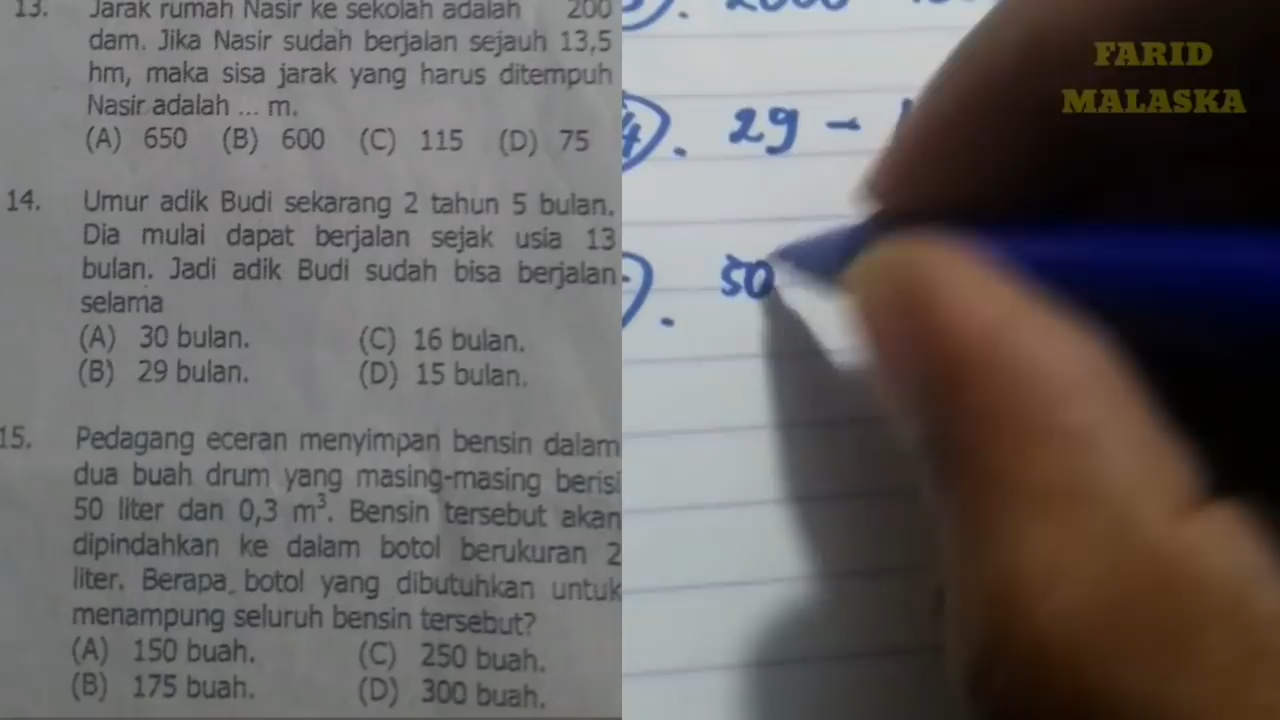 13. Jarak rumah Nasir ke sekolah adalah 200
dam. Jika Nasir sudah berjalan sejauh 13,5
hm, maka sisa jarak yang harus ditempuh
Nasir adalah ... m.
(A) 650 (B) 600 (C) 115 (D) 75
14. Umur adik Budi sekarang 2 tahun 5 bulan.
Dia mulai dapat berjalan sejak usia 13
bulan. Jadi adik Budi sudah bisa berjalan
selama
(A) 30 bulan. (C) 16 bulan.
(B) 29 bulan. (D) 15 bulan.
15. Pedagang eceran menyimpan bensin dalam
dua buah drum yang masing-masing berisi
50 liter dan 0,3 m³. Bensin tersebut akan
dipindahkan ke dalam botol berukuran 2
liter. Berapa botol yang dibutuhkan untuk
menampung seluruh bensin tersebut?
(A) 150 buah. (C) 250 buah.
(B) 175 buah. (D) 300 buah.
FARID
MALASKA
29 -
50